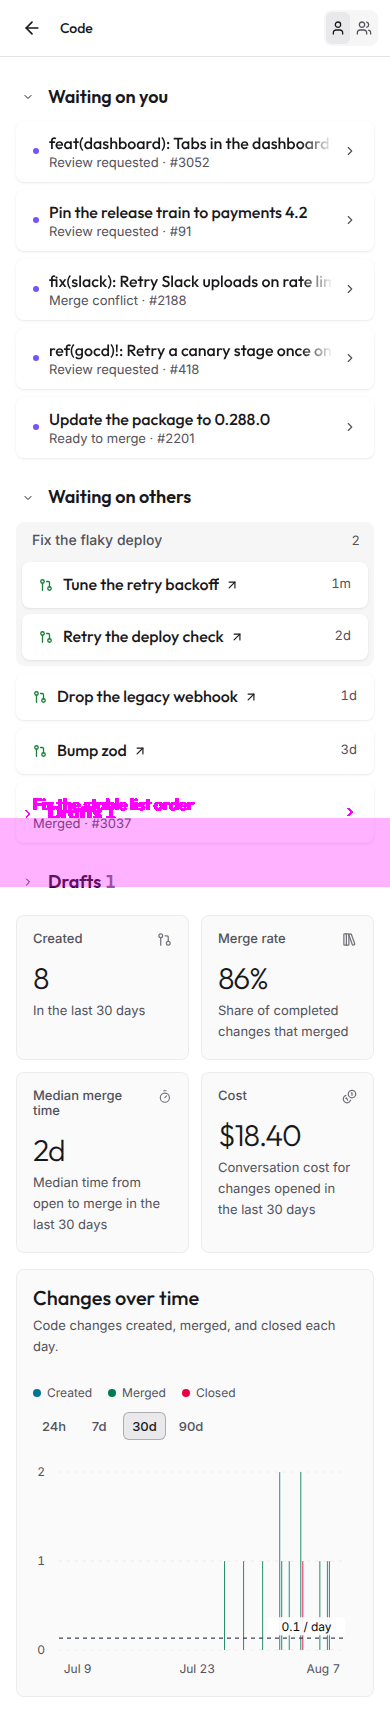 Code
Waiting on you
feat(dashboard): Tabs in the dashboard
Review requested · #3052
Pin the release train to payments 4.2
Review requested · #91
fix(slack): Retry Slack uploads on rate lin
Merge conflict · #2188
ref(gocd)!: Retry a canary stage once on
Review requested · #418
Update the package to 0.288.0
Ready to merge · #2201
Waiting on others
Fix the flaky deploy 2
Tune the retry backoff 1m
Retry the deploy check 2d
Drop the legacy webhook 1d
Bump zod 3d
list order
Drafts 1
Merged · #3037
Drafts 1
Created
8
In the last 30 days
Merge rate
86%
Share of completed
changes that merged
Median merge
time
2d
Median time from
open to merge in the
last 30 days
Cost
$18.40
Conversation cost for
changes opened in
the last 30 days
Changes over time
Code changes created, merged, and closed each
day.
Created Merged Closed
24h 7d 30d 90d
2
1
0.1 / day
0
Jul 9 Jul 23 Aug 7